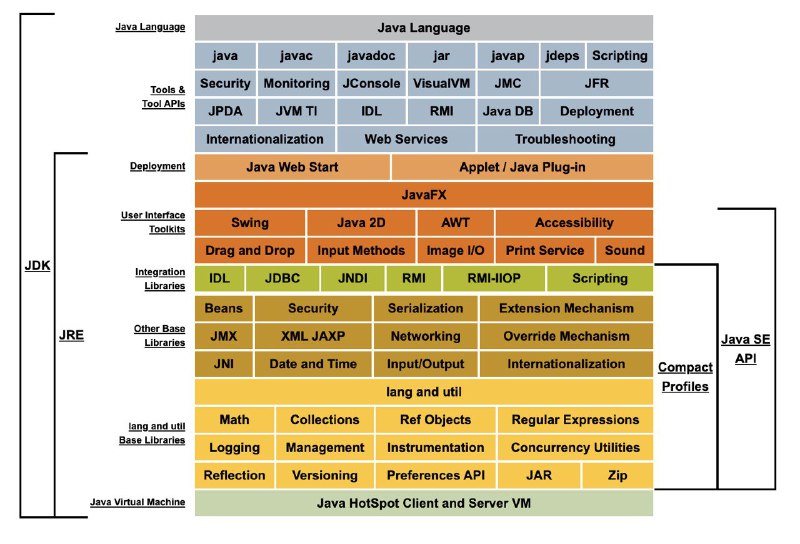 Java Language Java Language
java javac javadoc jar javap jdeps Scripting
Security Monitoring JConsole VisualVM JMC JFR
Tools &
Tool APIs
JPDA JVM TI IDL RMI Java DB Deployment
Internationalization Web Services Troubleshooting
Deployment Java Web Start Applet / Java Plug-in
JavaFX
User Interface
Toolkits
Swing Java 2D AWT Accessibility
Drag and Drop Input Methods Image I/O Print Service Sound
Integration
Libraries
IDL JDBC JNDI RMI RMI-IIOP Scripting
JDK
Beans Security Serialization Extension Mechanism
Other Base
Libraries
JMX XML JAXP Networking Override Mechanism
JRE
Java SE
API
JNI Date and Time Input/Output Internationalization
Compact
Profiles
lang and util
lang and util
Base Libraries
Math Collections Ref Objects Regular Expressions
Logging Management Instrumentation Concurrency Utilities
Reflection Versioning Preferences API JAR Zip
Java Virtual Machine Java HotSpot Client and Server VM